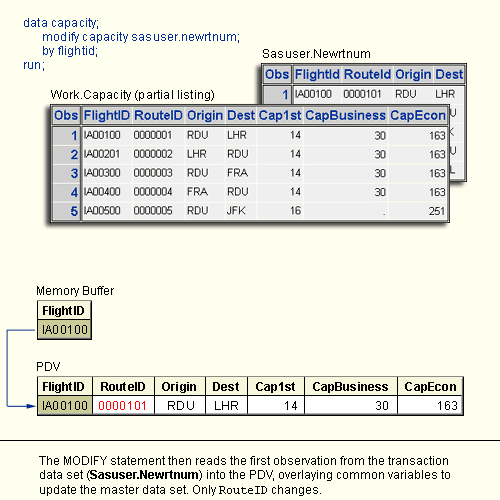 data capacity;
modify capacity sasuser.newrtnum;
by flightid;
run;
Sasuser.Newrtnum
Obs FlightId RouteId Origin Dest
1 IA00100 0000101 RDU LHR
Work.Capacity (partial listing)
Obs FlightID RouteID Origin Dest Cap1st CapBusiness CapEcon
1 IA00100 0000001 RDU LHR 14 30 163
2 IA00201 0000002 LHR RDU 14 30 163
3 IA00300 0000003 RDU FRA 14 30 163
4 IA00400 0000004 FRA RDU 14 30 163
5 IA00500 0000005 RDU JFK 16 . 251
Memory Buffer
FlightID
IA00100
PDV
FlightID RouteID Origin Dest Cap1st CapBusiness CapEcon
IA00100 0000101 RDU LHR 14 30 163
The MODIFY statement then reads the first observation from the transaction
data set (Sasuser.Newrtnum) into the PDV, overlaying common variables to
update the master data set. Only RouteID changes.